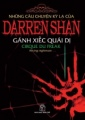 NHỮNG CÂU CHUYỆN KỲ LẠ CỦA
DARREN SHAN
GÁNH XIẾC QUÁI DỊ
CIRQUE DU FREAK